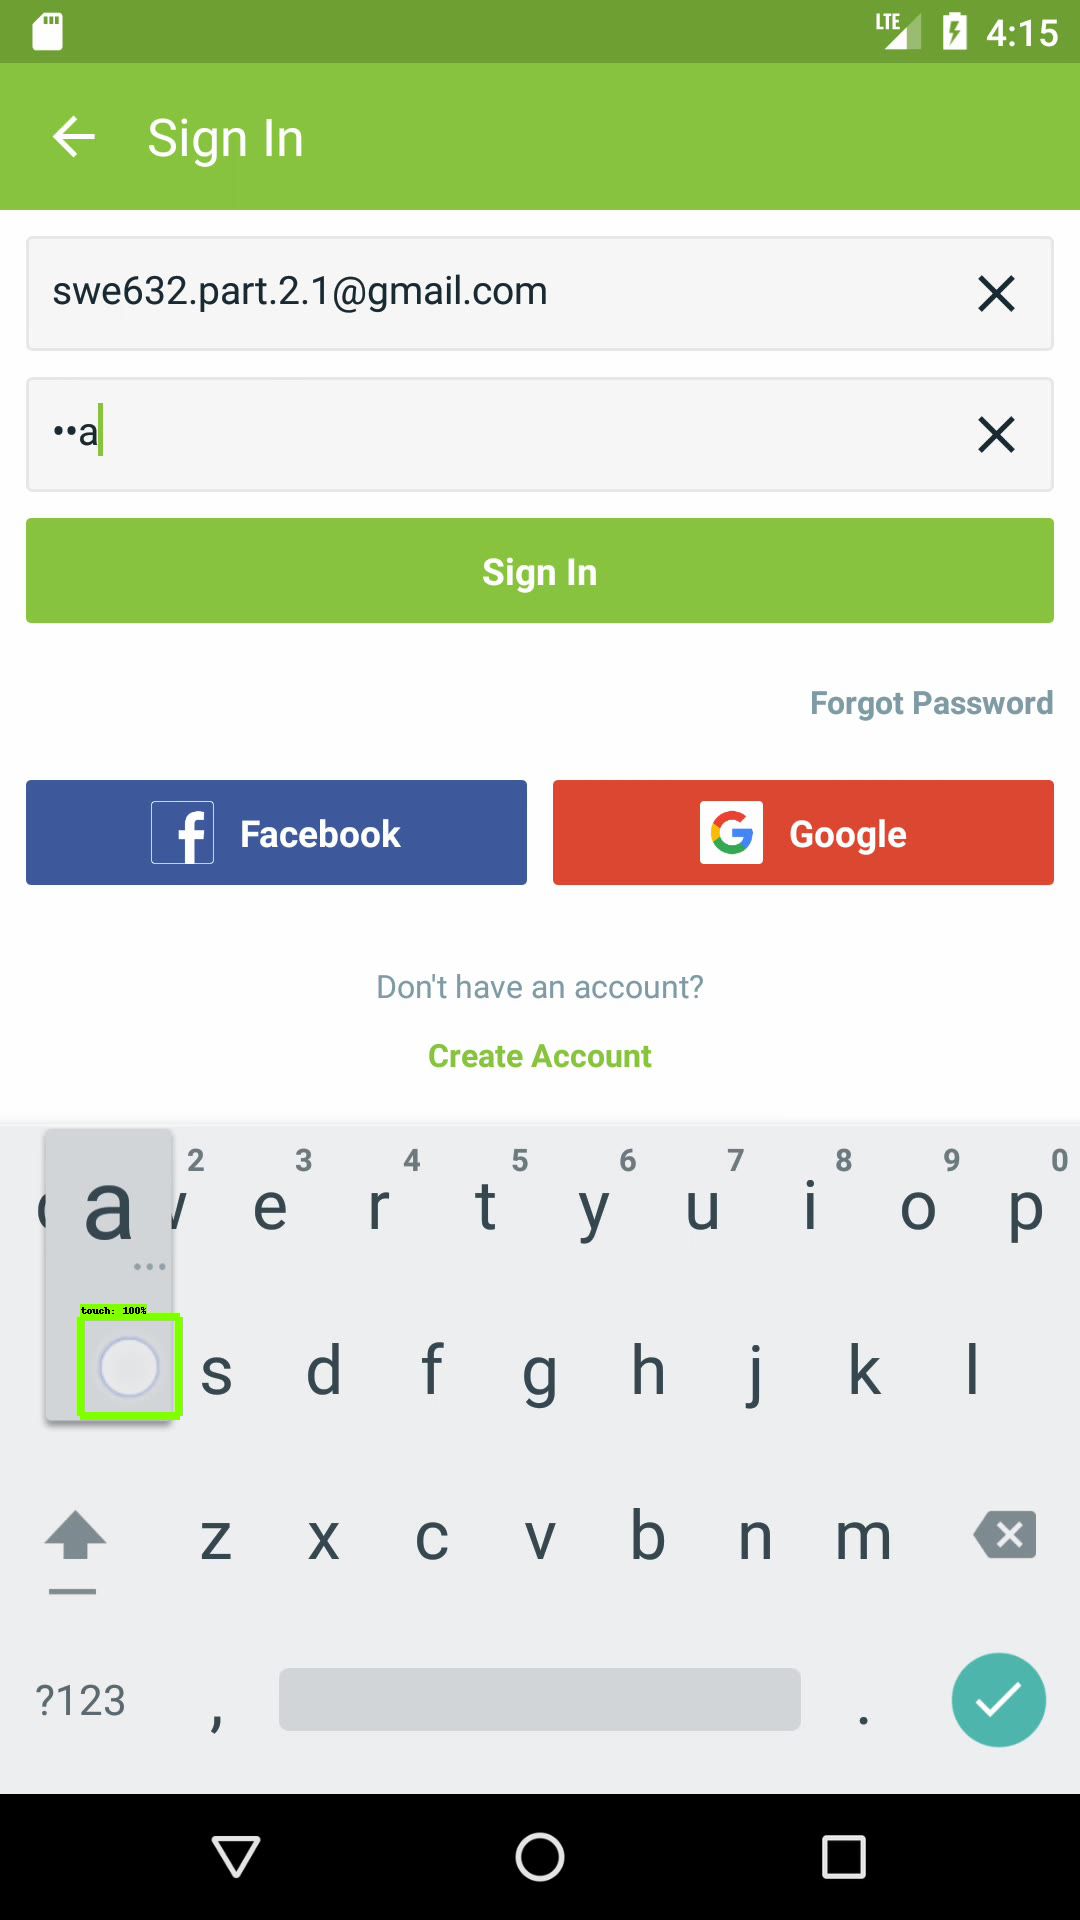 LTE 4:15
Sign In
swe632.part.2.1@gmail.com
••a
Sign In
Forgot Password
Facebook
G Google
Don't have an account?
Create Account
2 3 4 5 6 7 8 9 0
a e r t y u i o p
touch: 100%
s d f g h j k l
z x c v b n m
?123 , .